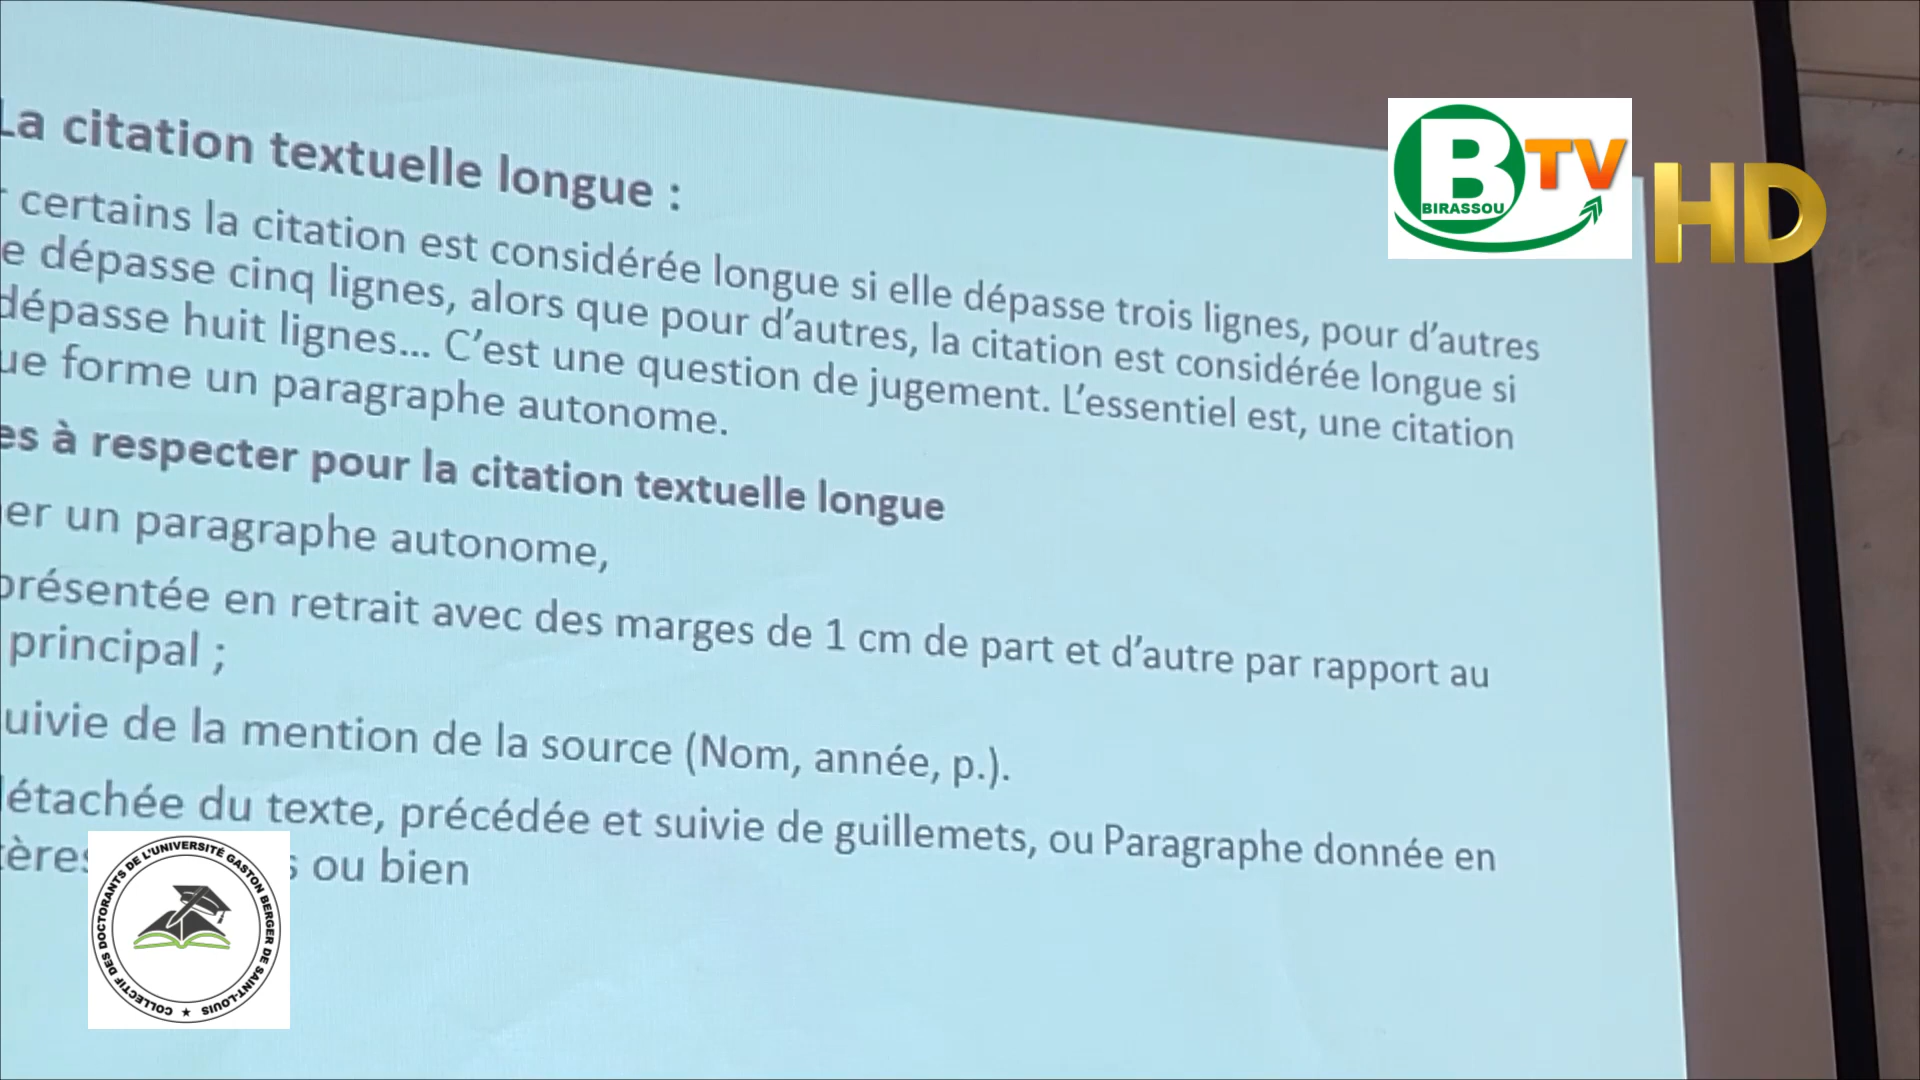 La citation textuelle longue :
certains la citation est considérée longue si elle dépasse trois lignes, pour d’autres
e dépasse cinq lignes, alors que pour d’autres, la citation est considérée longue si
dépasse huit lignes... C’est une question de jugement. L’essentiel est, une citation
ue forme un paragraphe autonome.
es à respecter pour la citation textuelle longue
er un paragraphe autonome,
présentée en retrait avec des marges de 1 cm de part et d’autre par rapport au
principal ;
uivie de la mention de la source (Nom, année, p.).
étachée du texte, précédée et suivie de guillemets, ou Paragraphe donnée en
ères ou bien
B TV
BIRASSOU
HD
COLLECTIF DES DOCTORANTS DE L'UNIVERSITÉ GASTON BERGER DE SAINT-LOUIS ★